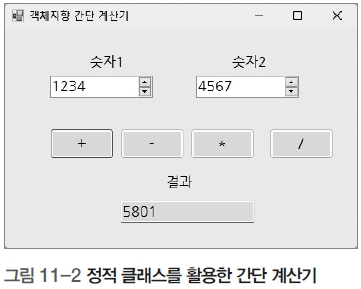 객체지향 간단 계산기
숫자1 숫자2
1234 4567
+ - * /
결과
5801
그림 11-2 정적 클래스를 활용한 간단 계산기